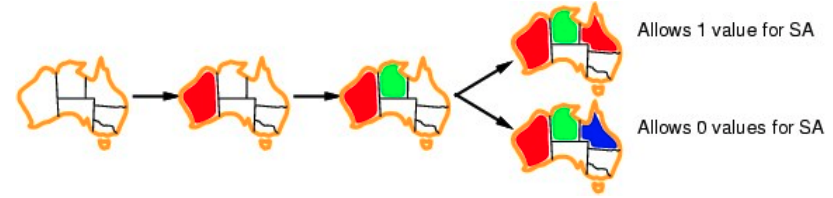 Allows 1 value for SA
Allows 0 values for SA